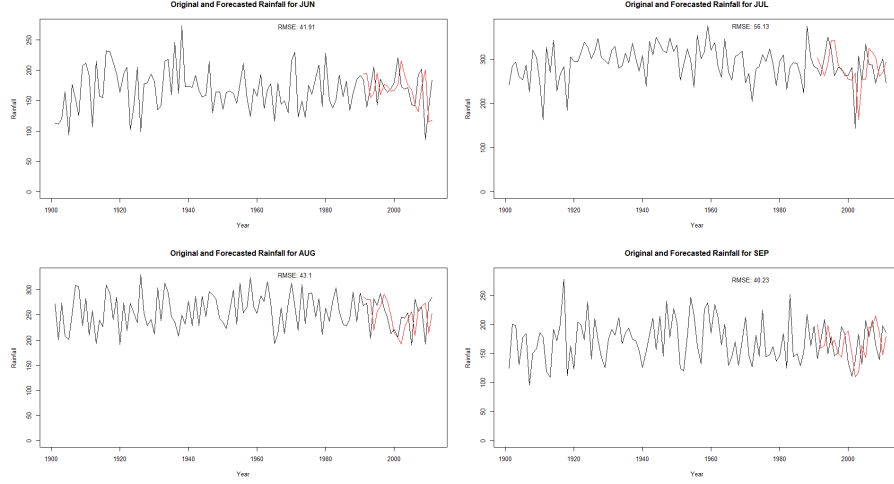 Original and Forecasted Rainfall for JUN
RMSE: 41.91
Rainfall
0
50
100
150
200
250
1900
1920
1940
1960
1980
2000
Year
Original and Forecasted Rainfall for JUL
RMSE: 56.13
Rainfall
0
100
200
300
1900
1920
1940
1960
1980
2000
Year
Original and Forecasted Rainfall for AUG
RMSE: 43.1
Rainfall
0
50
100
150
200
250
300
1900
1920
1940
1960
1980
2000
Year
Original and Forecasted Rainfall for SEP
RMSE: 40.23
Rainfall
0
50
100
150
200
250
1900
1920
1940
1960
1980
2000
Year